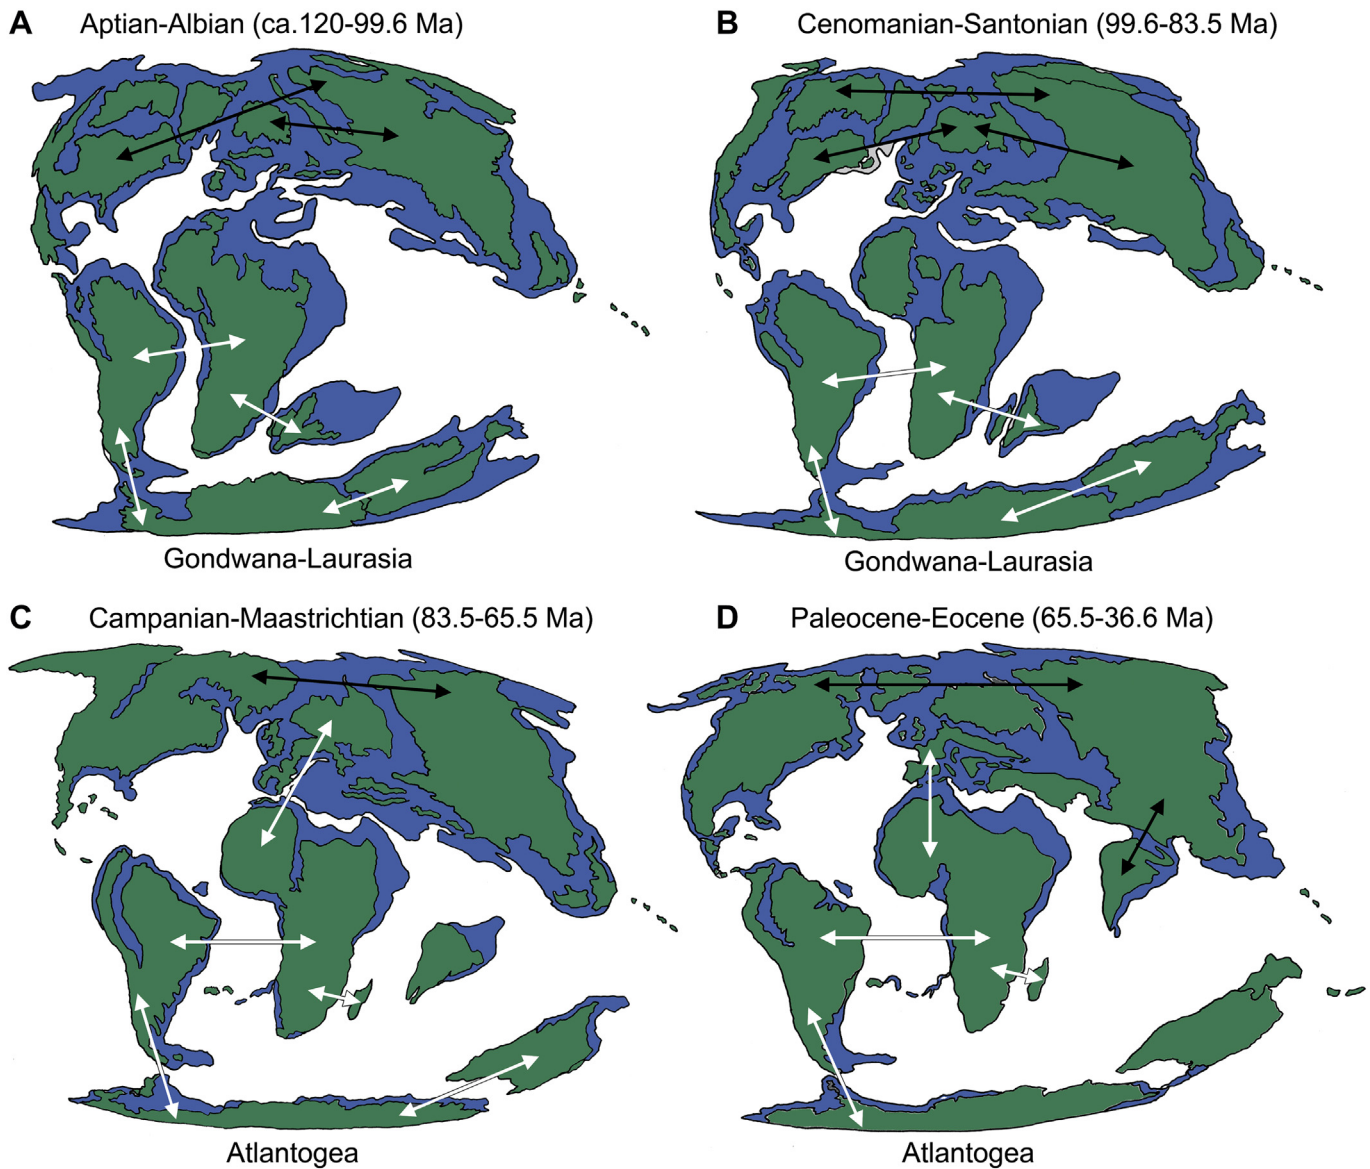 A Aptian-Albian (ca.120-99.6 Ma)
B Cenomanian-Santonian (99.6-83.5 Ma)
Gondwana-Laurasia
Gondwana-Laurasia
C Campanian-Maastrichtian (83.5-65.5 Ma)
D Paleocene-Eocene (65.5-36.6 Ma)
Atlantogea
Atlantogea